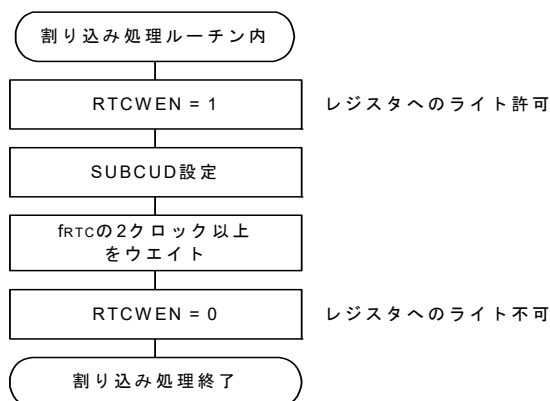 割り込み処理ルーチン内
RTCWEN = 1
レジスタへのライト許可
SUBCUD設定
fRTCの2クロック以上
をウエイト
RTCWEN = 0
レジスタへのライト不可
割り込み処理終了